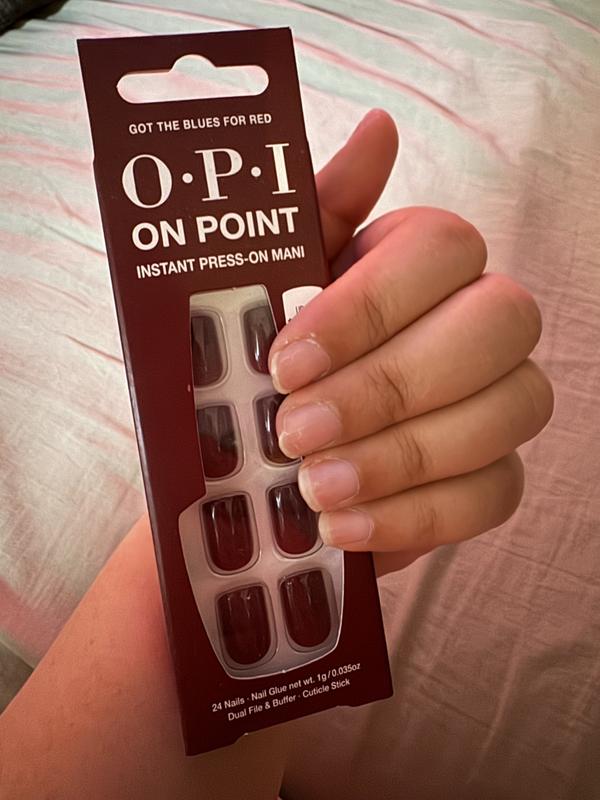 GOT THE BLUES FOR RED
O·P·I
ON POINT
INSTANT PRESS-ON MANI
24 Nails · Nail Glue net wt. 1g/0.035oz
Dual File & Buffer · Cuticle Stick